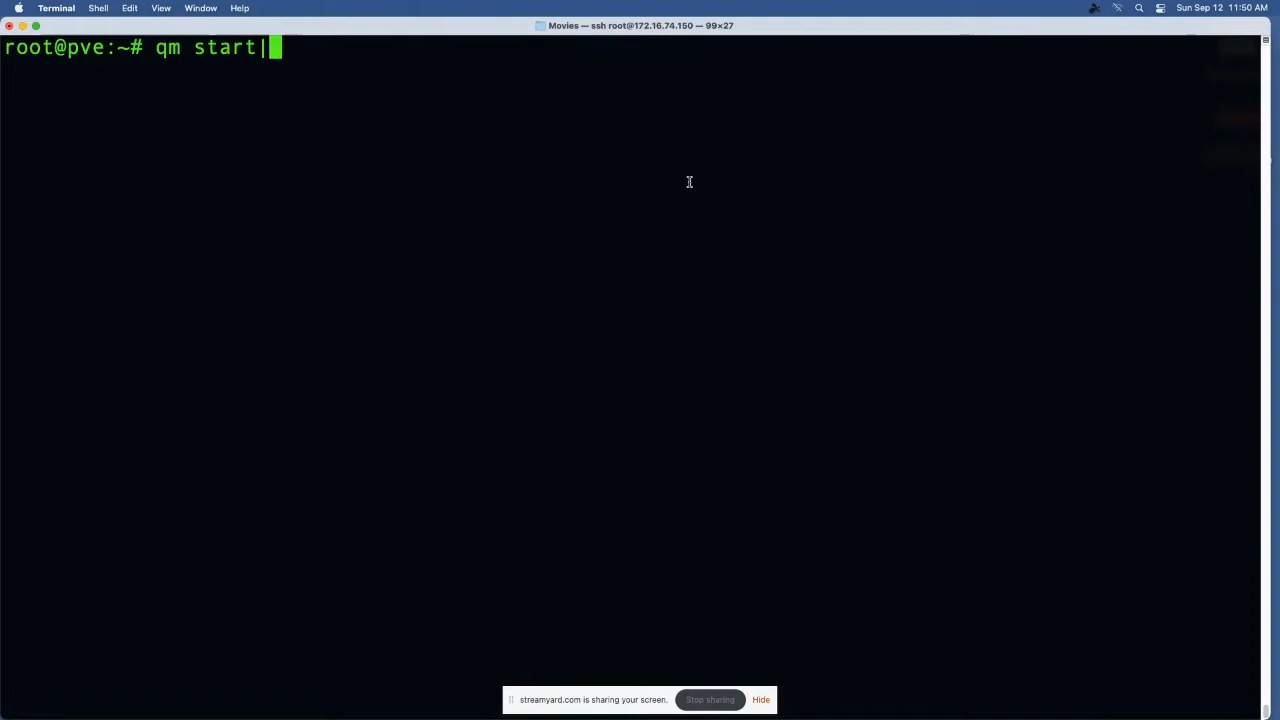 Terminal Shell Edit View Window Help Sun Sep 12 11:50 AM
Movies — ssh root@172.16.74.150 — 99×27
root@pve:~# qm start|
streamyard.com is sharing your screen. Stop sharing Hide